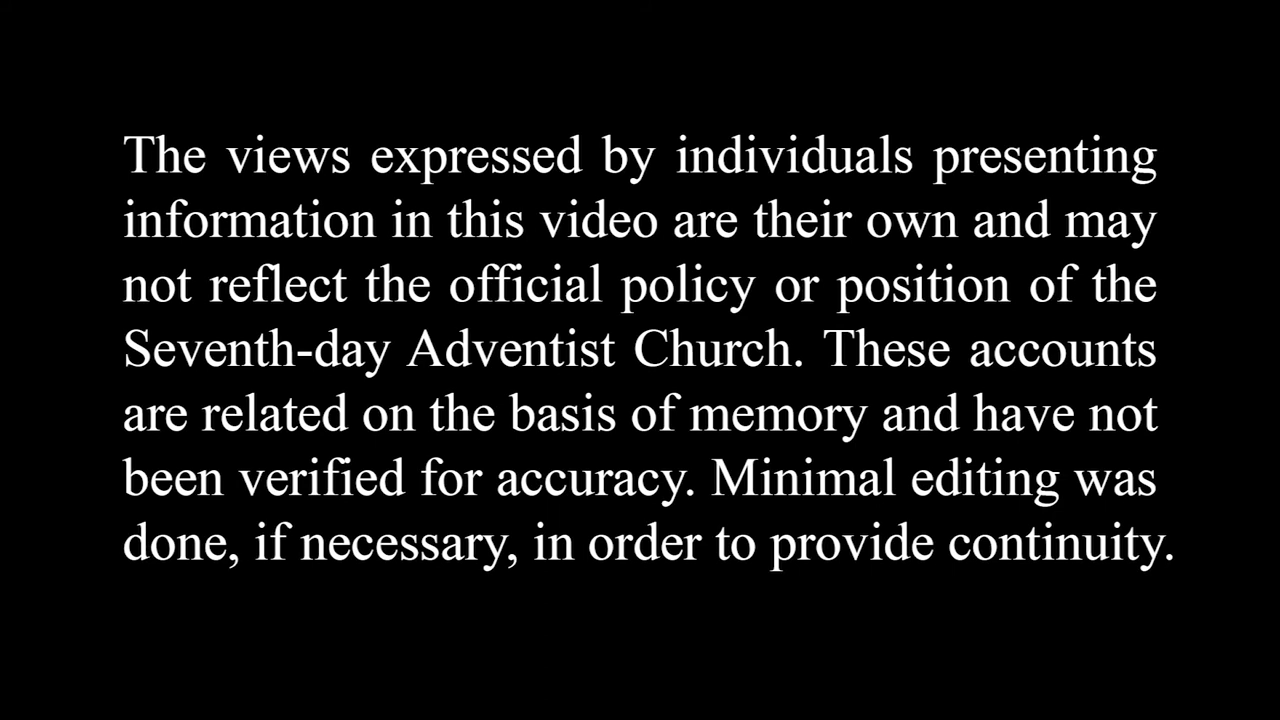 The views expressed by individuals presenting
information in this video are their own and may
not reflect the official policy or position of the
Seventh-day Adventist Church. These accounts
are related on the basis of memory and have not
been verified for accuracy. Minimal editing was
done, if necessary, in order to provide continuity.